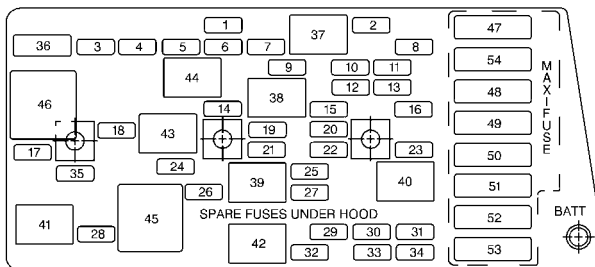 1 2 47
36 3 4 5 6 7 37 8
54
44 9 10 11
46 38 12 13 48
14 15 16
18 43 19 20 49
17 21 22 23 50
24
35 39 25 40 51
26 27
41 45 SPARE FUSES UNDER HOOD 52 BATT
28 42 29 30 31
32 33 34 53
MAXIFUSE